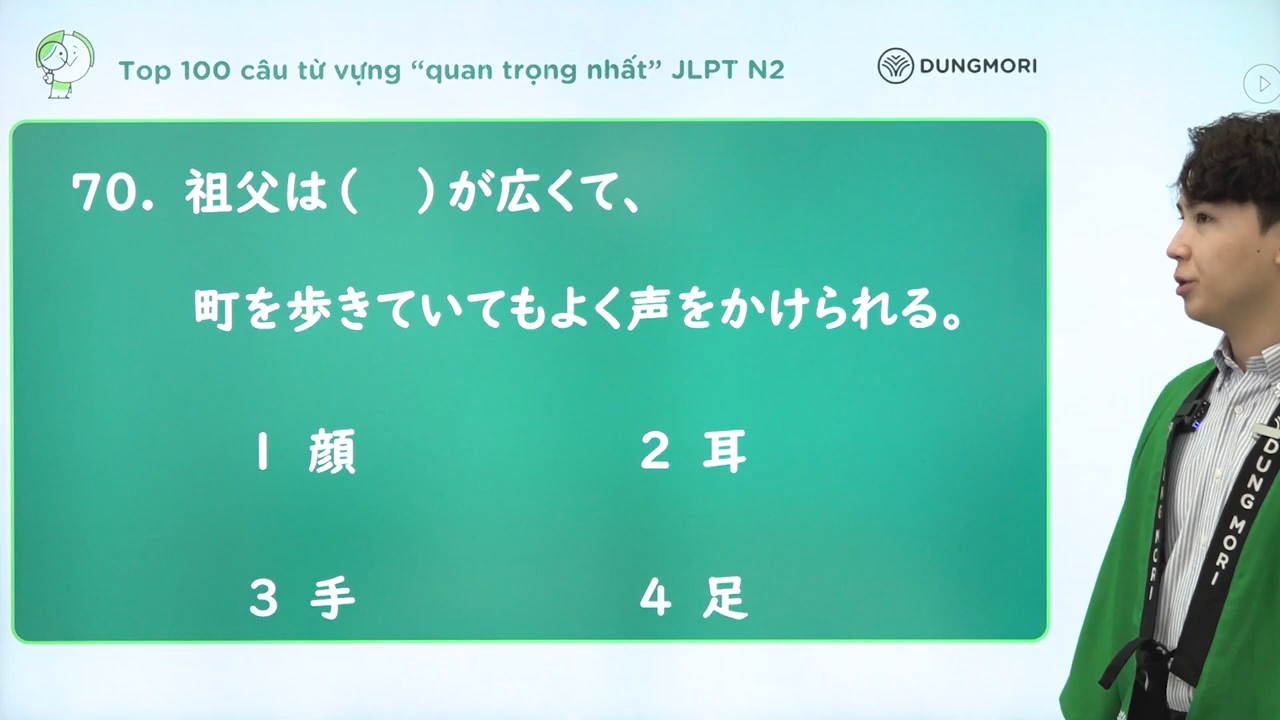 Top 100 câu từ vựng “quan trọng nhất” JLPT N2
DUNGMORI
70. 祖父は（　）が広くて、
町を歩きていてもよく声をかけられる。
1 顔
2 耳
3 手
4 足
DUNG MORI